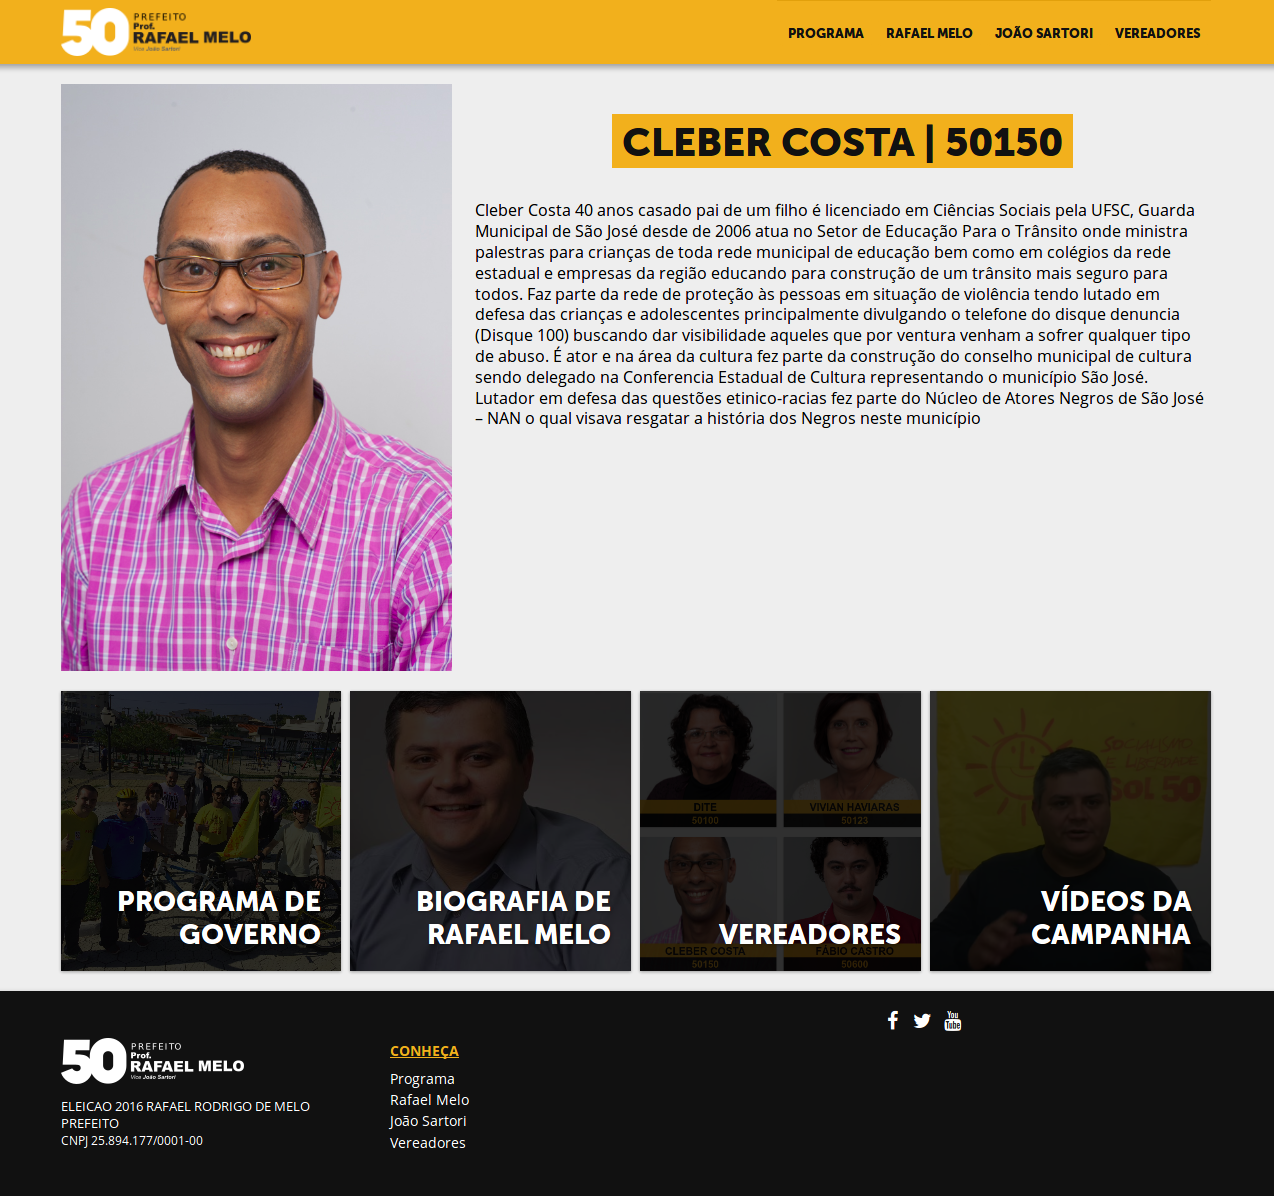 50 PREFEITO
Prof.
RAFAEL MELO
Vice João Sartori
PROGRAMA RAFAEL MELO JOÃO SARTORI VEREADORES
CLEBER COSTA | 50150
Cleber Costa 40 anos casado pai de um filho é licenciado em Ciências Sociais pela UFSC, Guarda
Municipal de São José desde de 2006 atua no Setor de Educação Para o Trânsito onde ministra
palestras para crianças de toda rede municipal de educação bem como em colégios da rede
estadual e empresas da região educando para construção de um trânsito mais seguro para
todos. Faz parte da rede de proteção às pessoas em situação de violência tendo lutado em
defesa das crianças e adolescentes principalmente divulgando o telefone do disque denuncia
(Disque 100) buscando dar visibilidade aqueles que por ventura venham a sofrer qualquer tipo
de abuso. É ator e na área da cultura fez parte da construção do conselho municipal de cultura
sendo delegado na Conferencia Estadual de Cultura representando o município São José.
Lutador em defesa das questões etinico-racias fez parte do Núcleo de Atores Negros de São José
– NAN o qual visava resgatar a história dos Negros neste município
PROGRAMA DE
GOVERNO
BIOGRAFIA DE
RAFAEL MELO
DITE
50100
VIVIAN HAVIARAS
50123
VEREADORES
CLEBER COSTA
50150
FABIO CASTRO
50600
SOCIALISMO
E LIBERDADE
SOL 50
VÍDEOS DA
CAMPANHA
50 PREFEITO
Prof.
RAFAEL MELO
Vice João Sartori
ELEICAO 2016 RAFAEL RODRIGO DE MELO
PREFEITO
CNPJ 25.894.177/0001-00
CONHEÇA
Programa
Rafael Melo
João Sartori
Vereadores
You
Tube